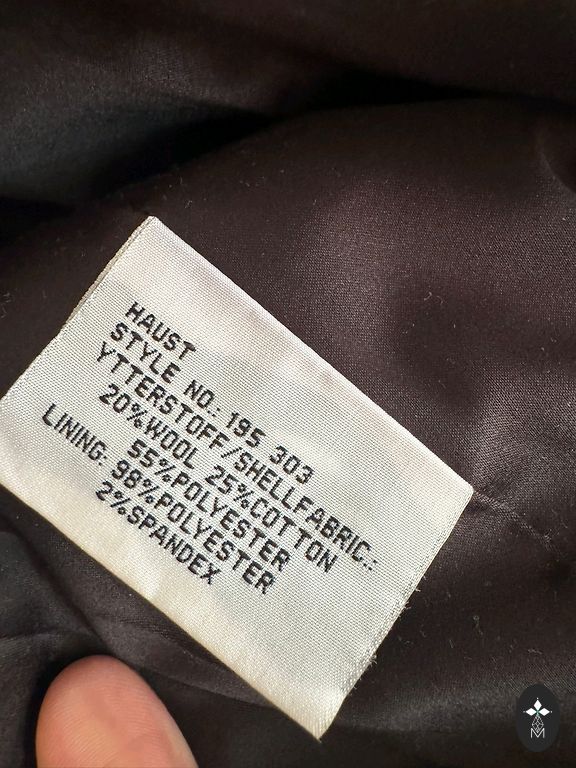 HAUST
STYLE NO.: 195 303
YTTERSTOFF/SHELLFABRIC.:
20%WOOL 25%COTTON
55%POLYESTER
LINING: 98%POLYESTER
2%SPANDEX
M